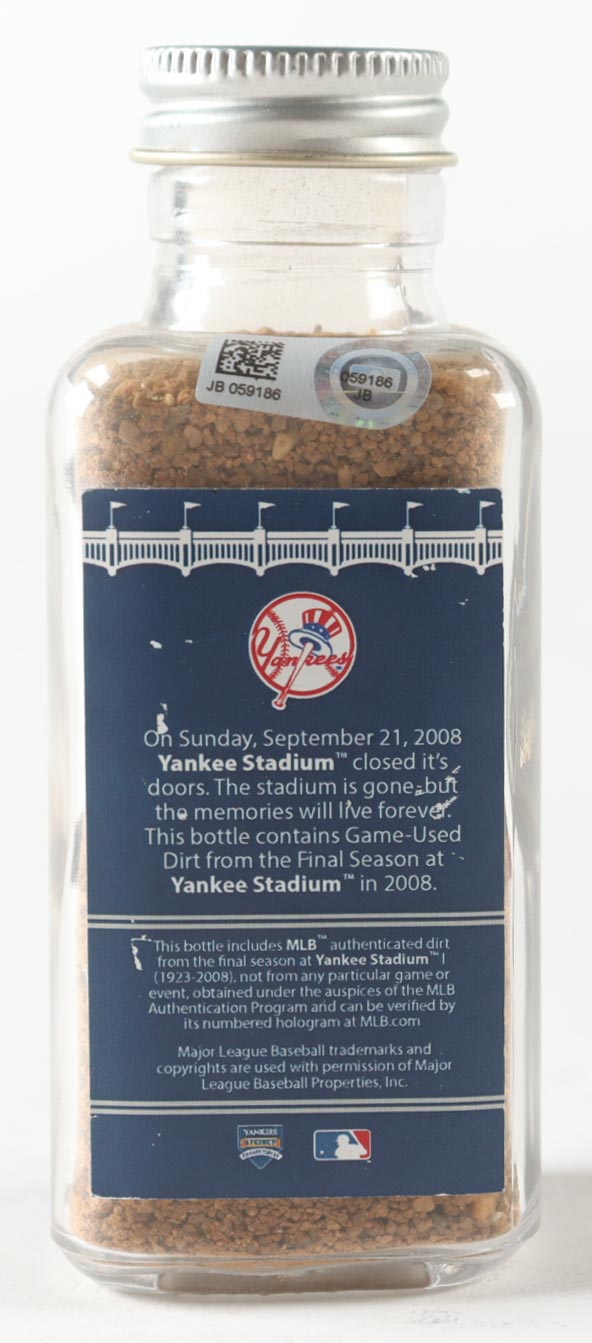 JB 059186
059186
JB
Yankees
On Sunday, September 21, 2008
Yankee Stadium™ closed it's
doors. The stadium is gone, but
the memories will live forever.
This bottle contains Game-Used
Dirt from the Final Season at
Yankee Stadium™ in 2008.
This bottle includes MLB™ authenticated dirt
from the final season at Yankee Stadium™ I
(1923-2008), not from any particular game or
event, obtained under the auspices of the MLB
Authentication Program and can be verified by
its numbered hologram at MLB.com
Major League Baseball trademarks and
copyrights are used with permission of Major
League Baseball Properties, Inc.
YANKEES
STEINER